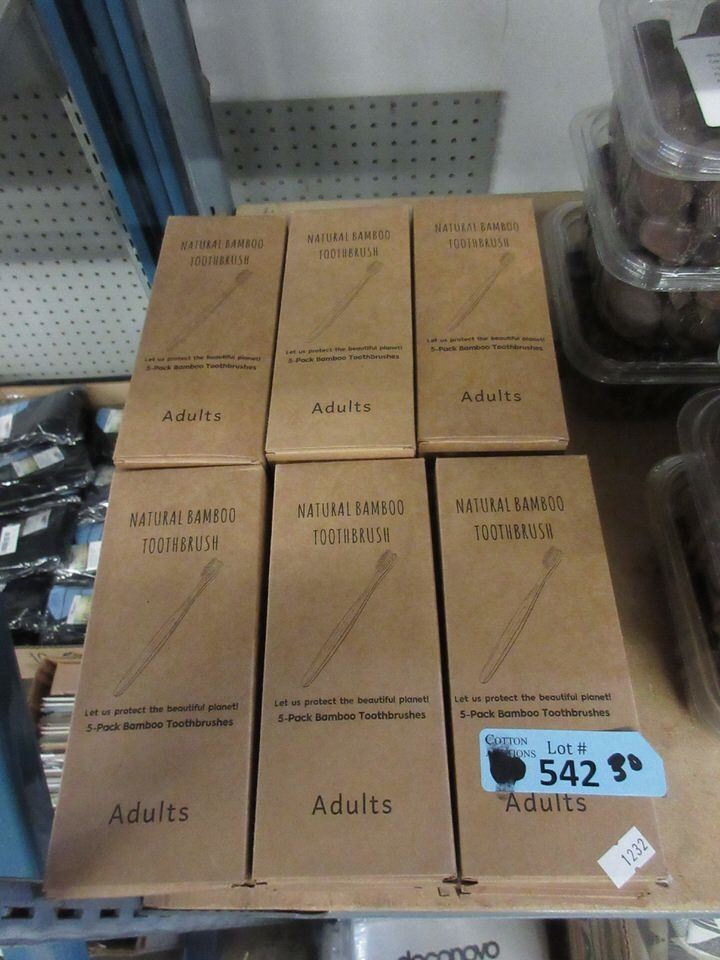 NATURAL BAMBOO
TOOTHBRUSH
Let us protect the beautiful planet!
5-Pack Bamboo Toothbrushes
Adults
NATURAL BAMBOO
TOOTHBRUSH
Let us protect the beautiful planet!
5-Pack Bamboo Toothbrushes
Adults
NATURAL BAMBOO
TOOTHBRUSH
Let us protect the beautiful planet!
5-Pack Bamboo Toothbrushes
Adults
NATURAL BAMBOO
TOOTHBRUSH
Let us protect the beautiful planet!
5-Pack Bamboo Toothbrushes
Adults
NATURAL BAMBOO
TOOTHBRUSH
Let us protect the beautiful planet!
5-Pack Bamboo Toothbrushes
Adults
NATURAL BAMBOO
TOOTHBRUSH
Let us protect the beautiful planet!
5-Pack Bamboo Toothbrushes
COTTON
Lot #
542 30
Adults
1232
deconovo